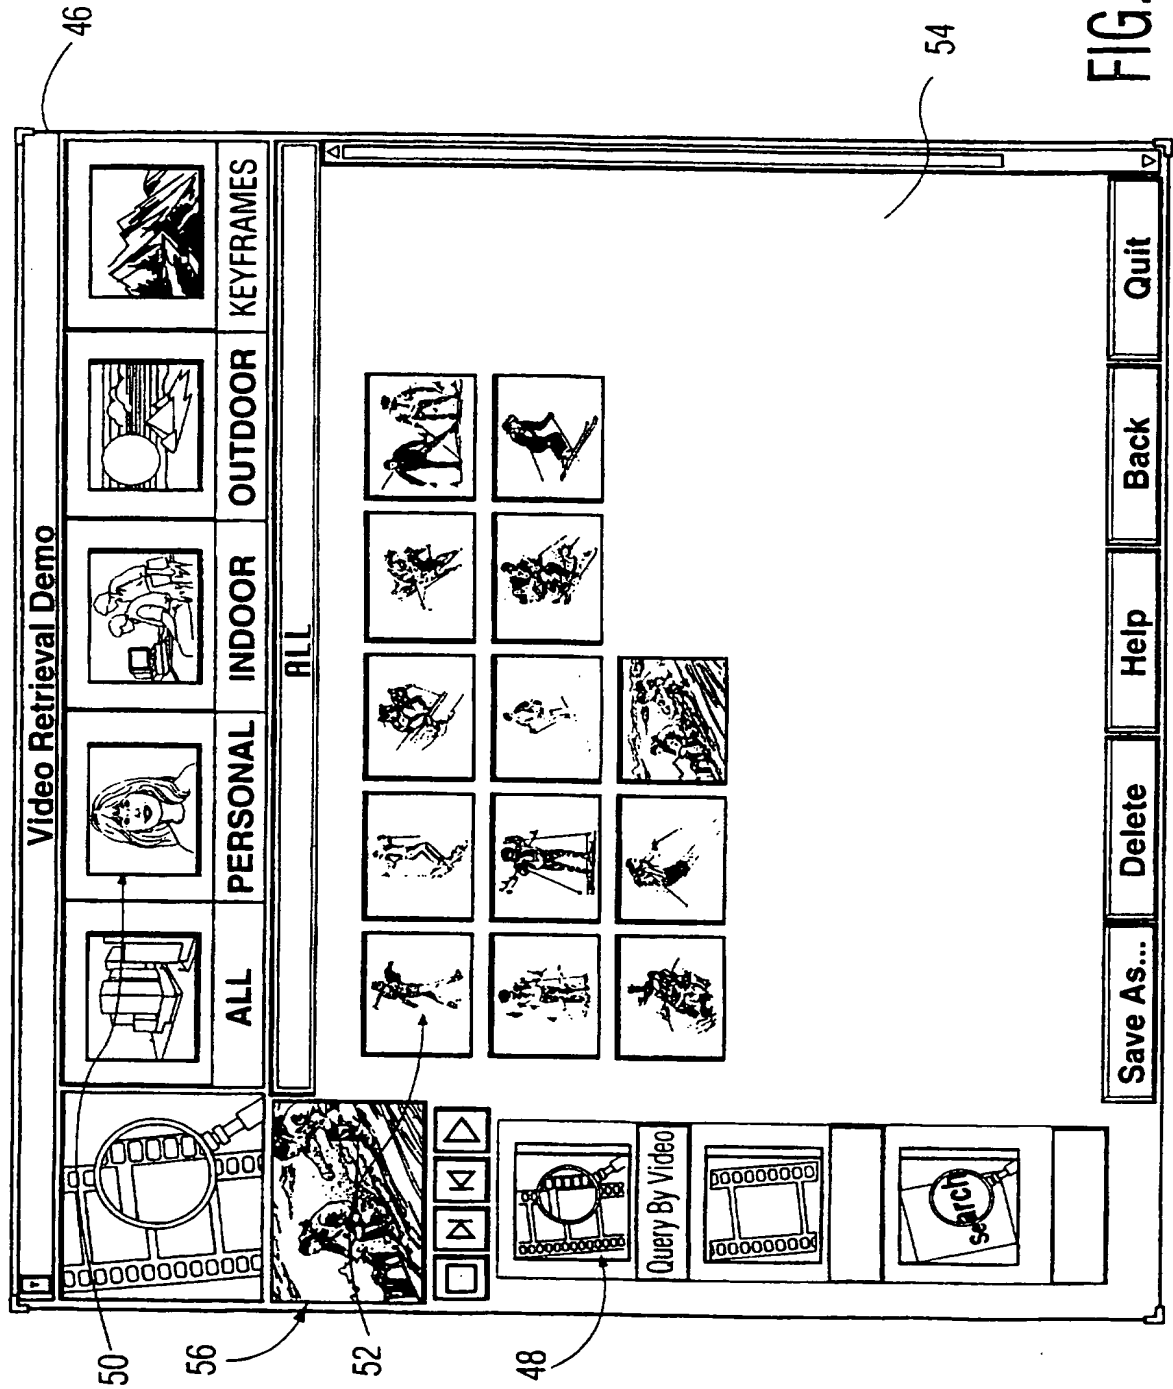 46
Video Retrieval Demo
ALL
PERSONAL
INDOOR
OUTDOOR
KEYFRAMES
ALL
50
56
52
48
54
Query By Video
search
Save As...
Delete
Help
Back
Quit
FIG.